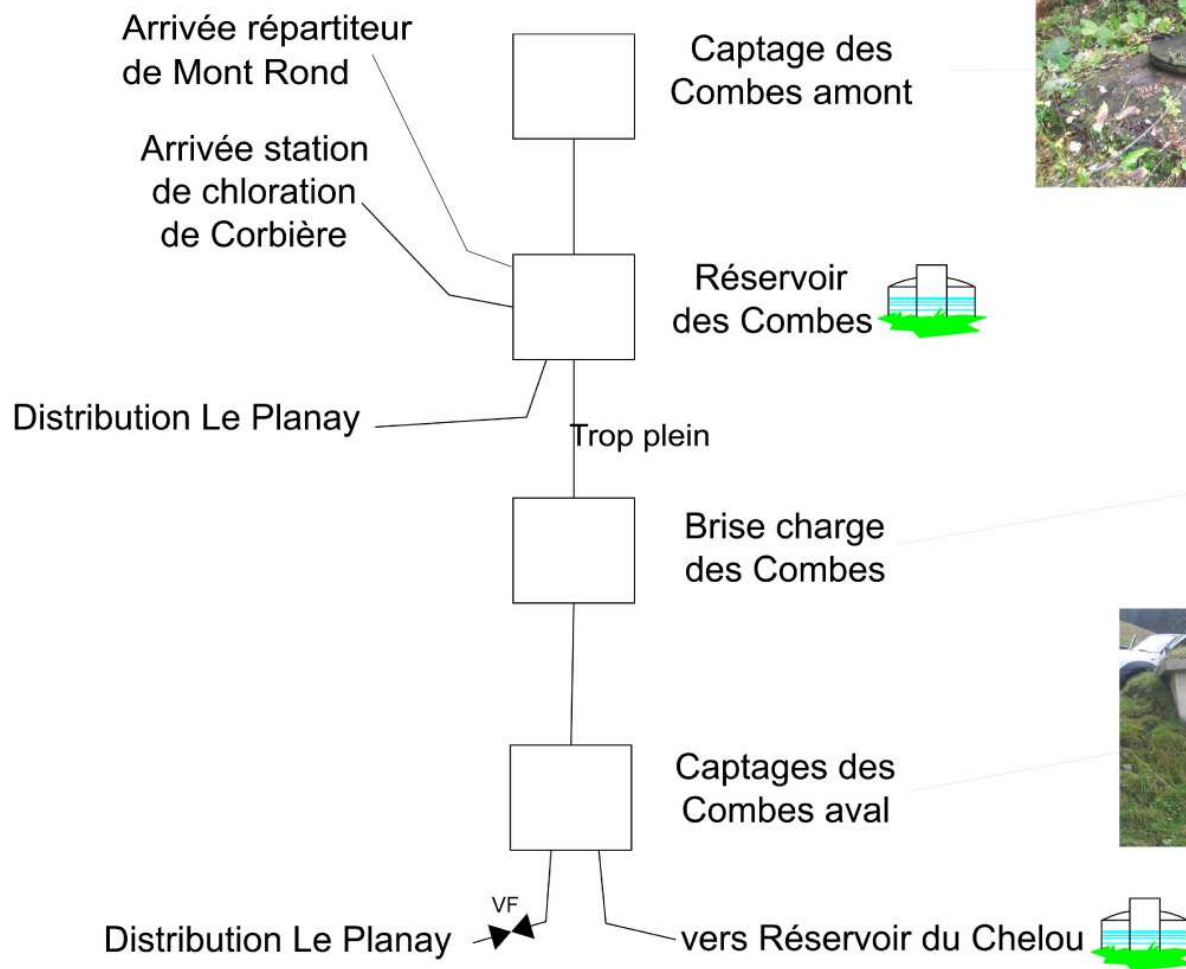 Arrivée répartiteur
de Mont Rond
Captage des
Combes amont
Arrivée station
de chloration
de Corbière
Réservoir
des Combes
Distribution Le Planay
Trop plein
Brise charge
des Combes
Captages des
Combes aval
VF
Distribution Le Planay
vers Réservoir du Chelou